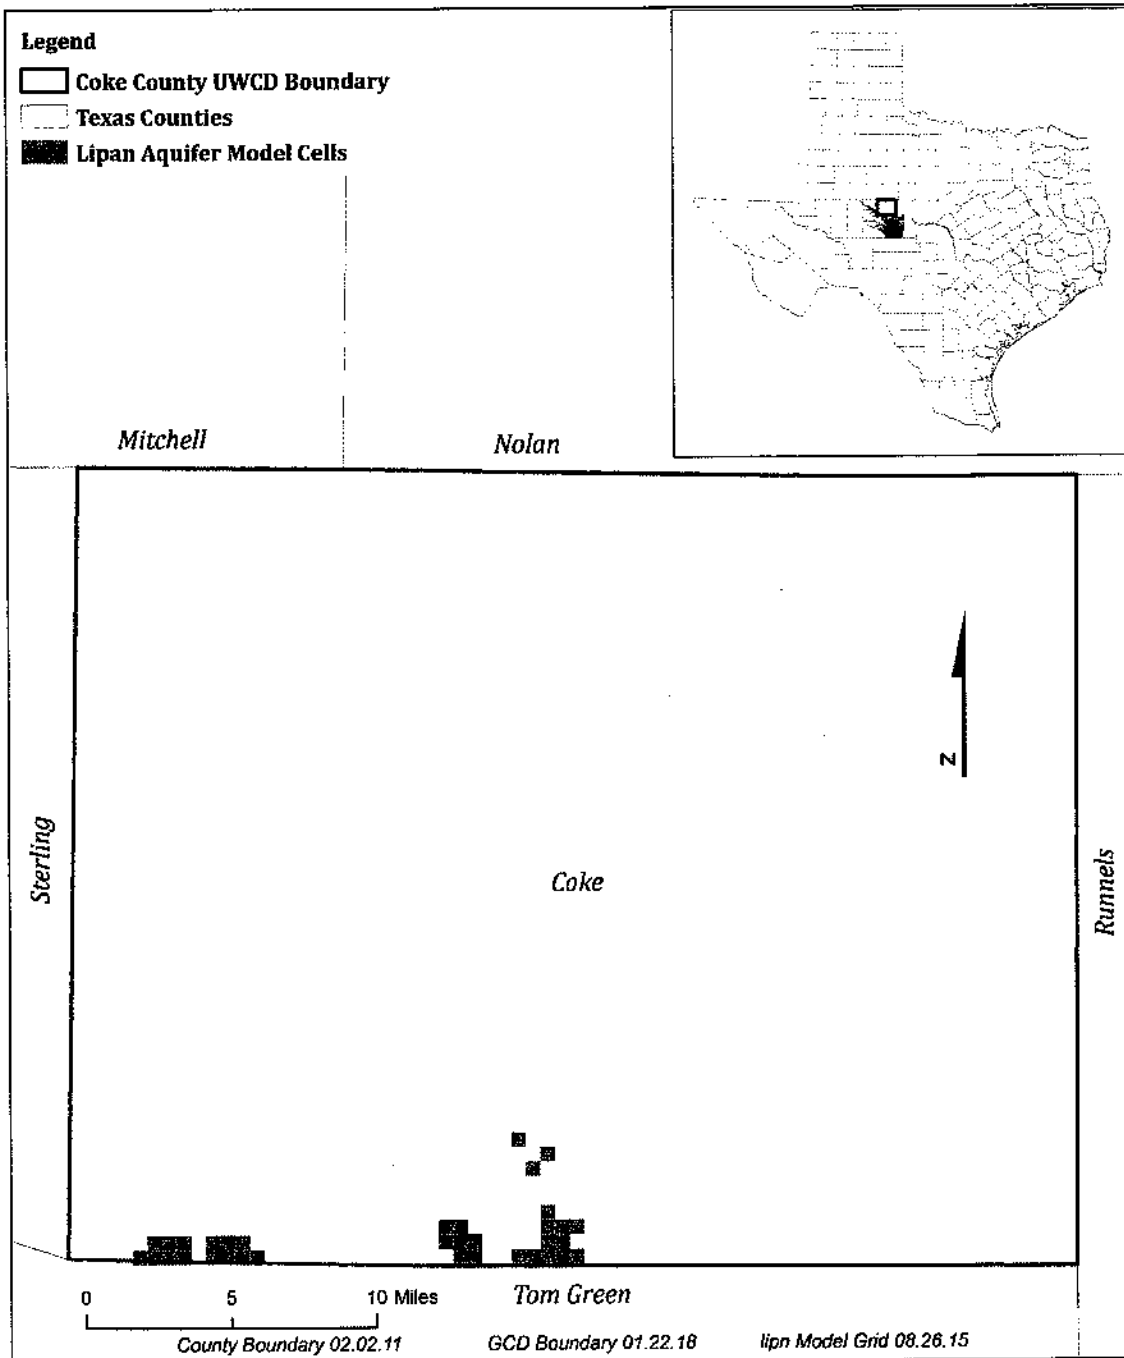 Legend
Coke County UWCD Boundary
Texas Counties
Lipan Aquifer Model Cells
Mitchell
Nolan
Sterling
Coke
Runnels
N
Tom Green
0 5 10 Miles
County Boundary 02.02.11 GCD Boundary 01.22.18 lipn Model Grid 08.26.15